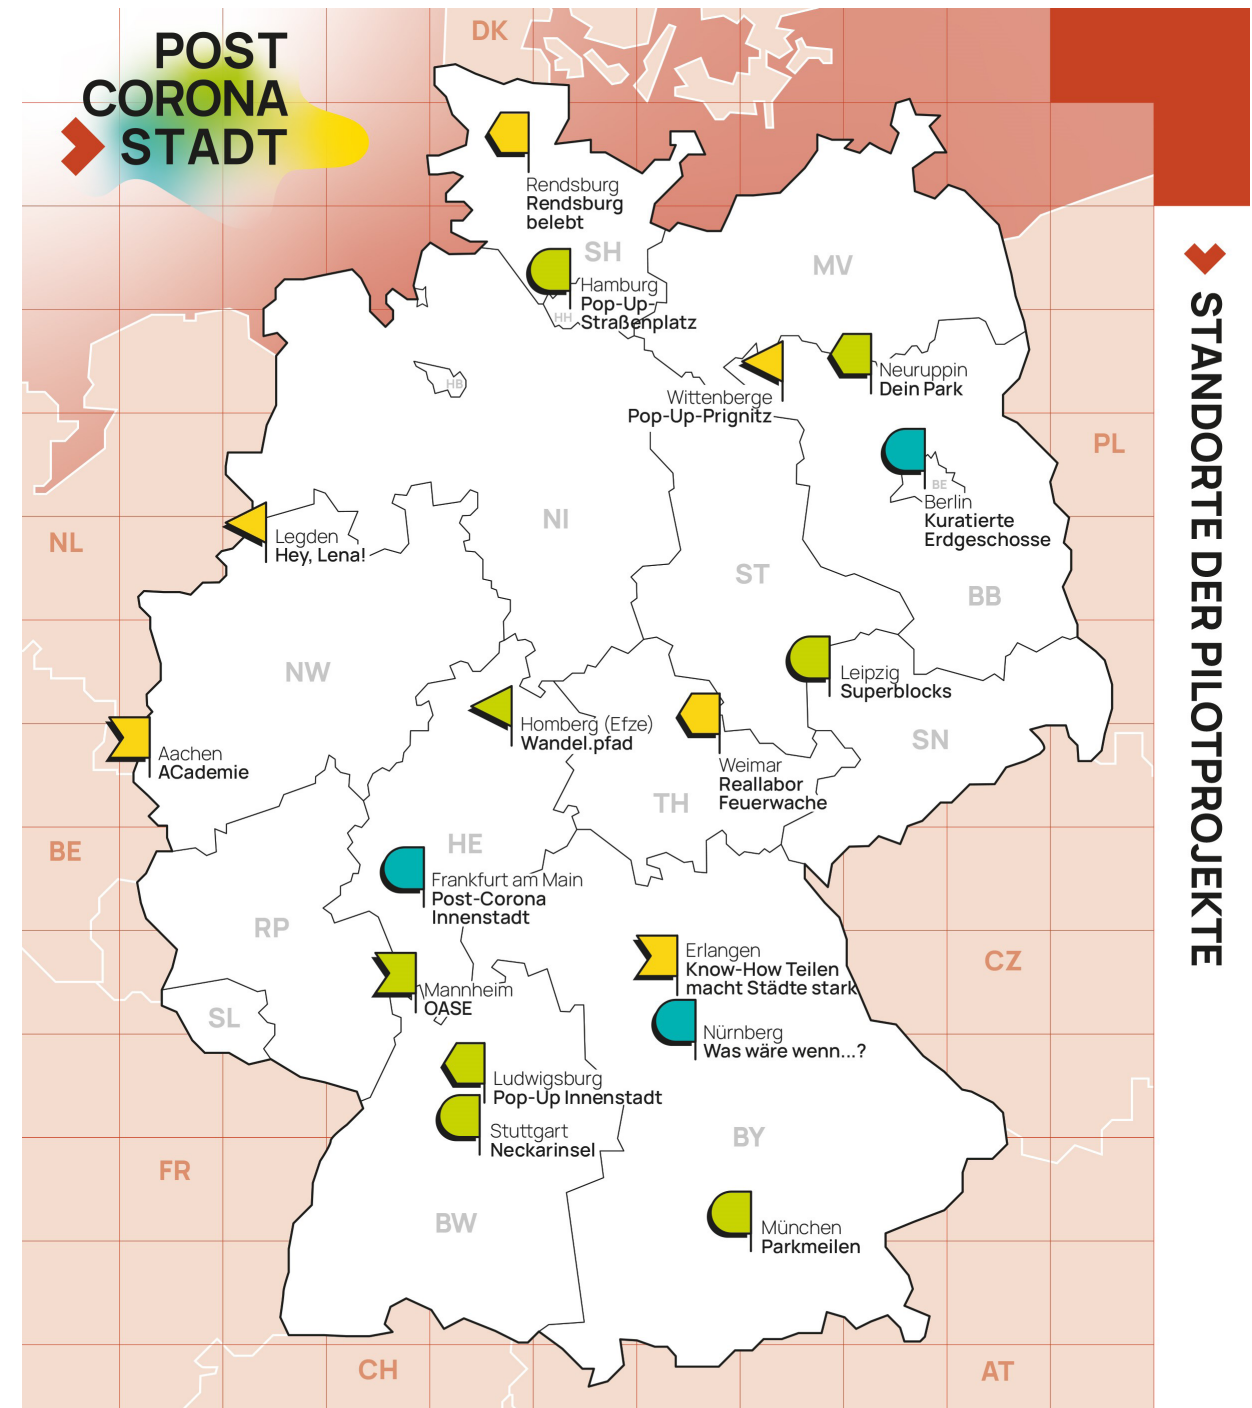 POST
CORONA
STADT
STANDORTE DER PILOTPROJEKTE
DK
Rendsburg
Rendsburg
belebt
SH
MV
Hamburg
Pop-Up-
Straßenplatz
HH
HB
Neuruppin
Dein Park
Wittenberge
Pop-Up-Prignitz
PL
BE
Berlin
Kuratierte
Erdgeschosse
NI
NL
Legden
Hey, Lena!
ST
BB
NW
Leipzig
Superblocks
Homberg (Efze)
Wandel.pfad
SN
Aachen
ACademie
Weimar
Reallabor
Feuerwache
TH
BE
HE
Frankfurt am Main
Post-Corona
Innenstadt
RP
Erlangen
Know-How Teilen
macht Städte stark
CZ
Mannheim
OASE
SL
Nürnberg
Was wäre wenn...?
Ludwigsburg
Pop-Up Innenstadt
Stuttgart
Neckarinsel
BY
FR
BW
München
Parkmeilen
CH
AT